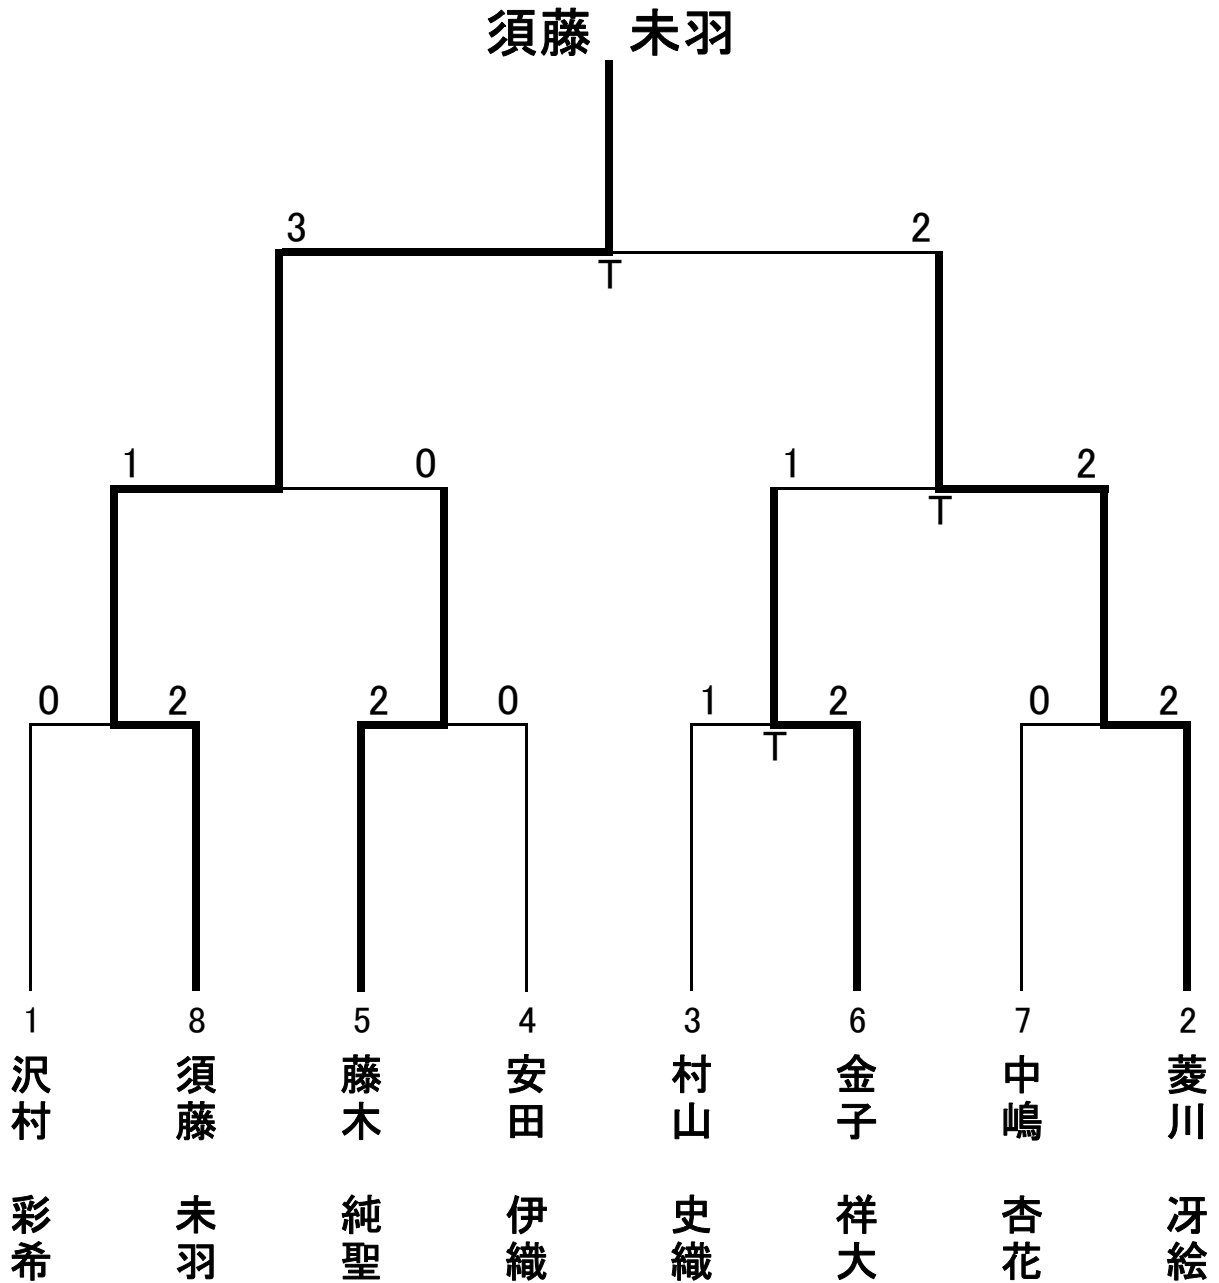 須藤　未羽
3 2
T
1 0 1 2
T
0 2 2 0 1 2 0 2
T
1 8 5 4 3 6 7 2
沢村　彩希
須藤　未羽
藤木　純聖
安田　伊織
村山　史織
金子　祥大
中嶋　杏花
菱川　冴絵